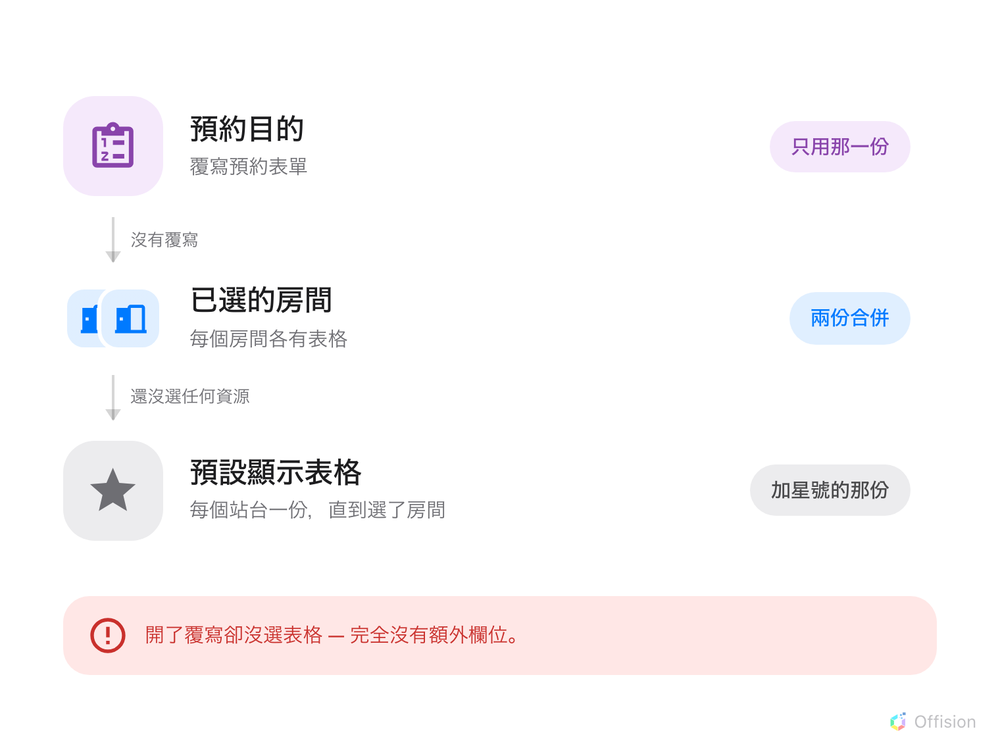 預約目的
覆寫預約表單
只用那一份
沒有覆寫
已選的房間
每個房間各有表格
兩份合併
還沒選任何資源
預設顯示表格
每個站台一份，直到選了房間
加星號的那份
開了覆寫卻沒選表格 — 完全沒有額外欄位。
Offision